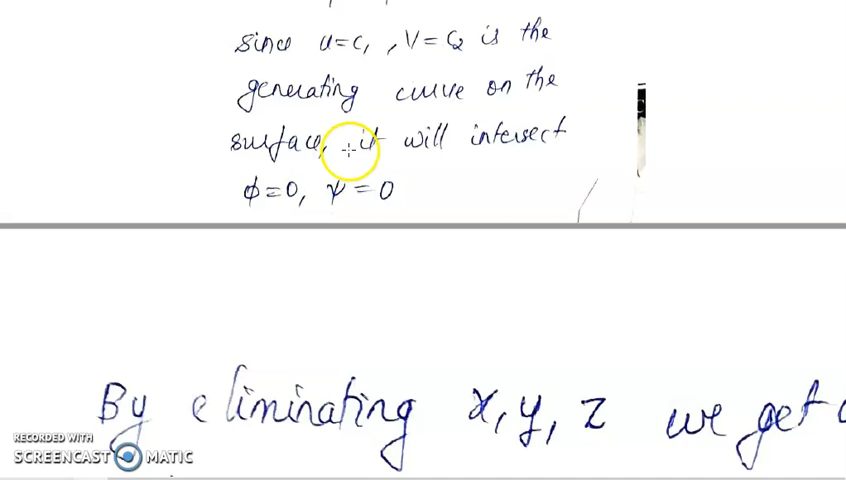 since u=c₁, V=c₂ is the
generating curve on the
surface, it will intersect
ϕ=0, ψ=0
By eliminating x, y, z we get
RECORDED WITH
SCREENCAST MATIC